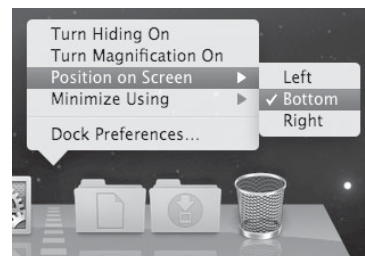 Turn Hiding On
Turn Magnification On
Position on Screen
Minimize Using
Dock Preferences...
Left
✓ Bottom
Right